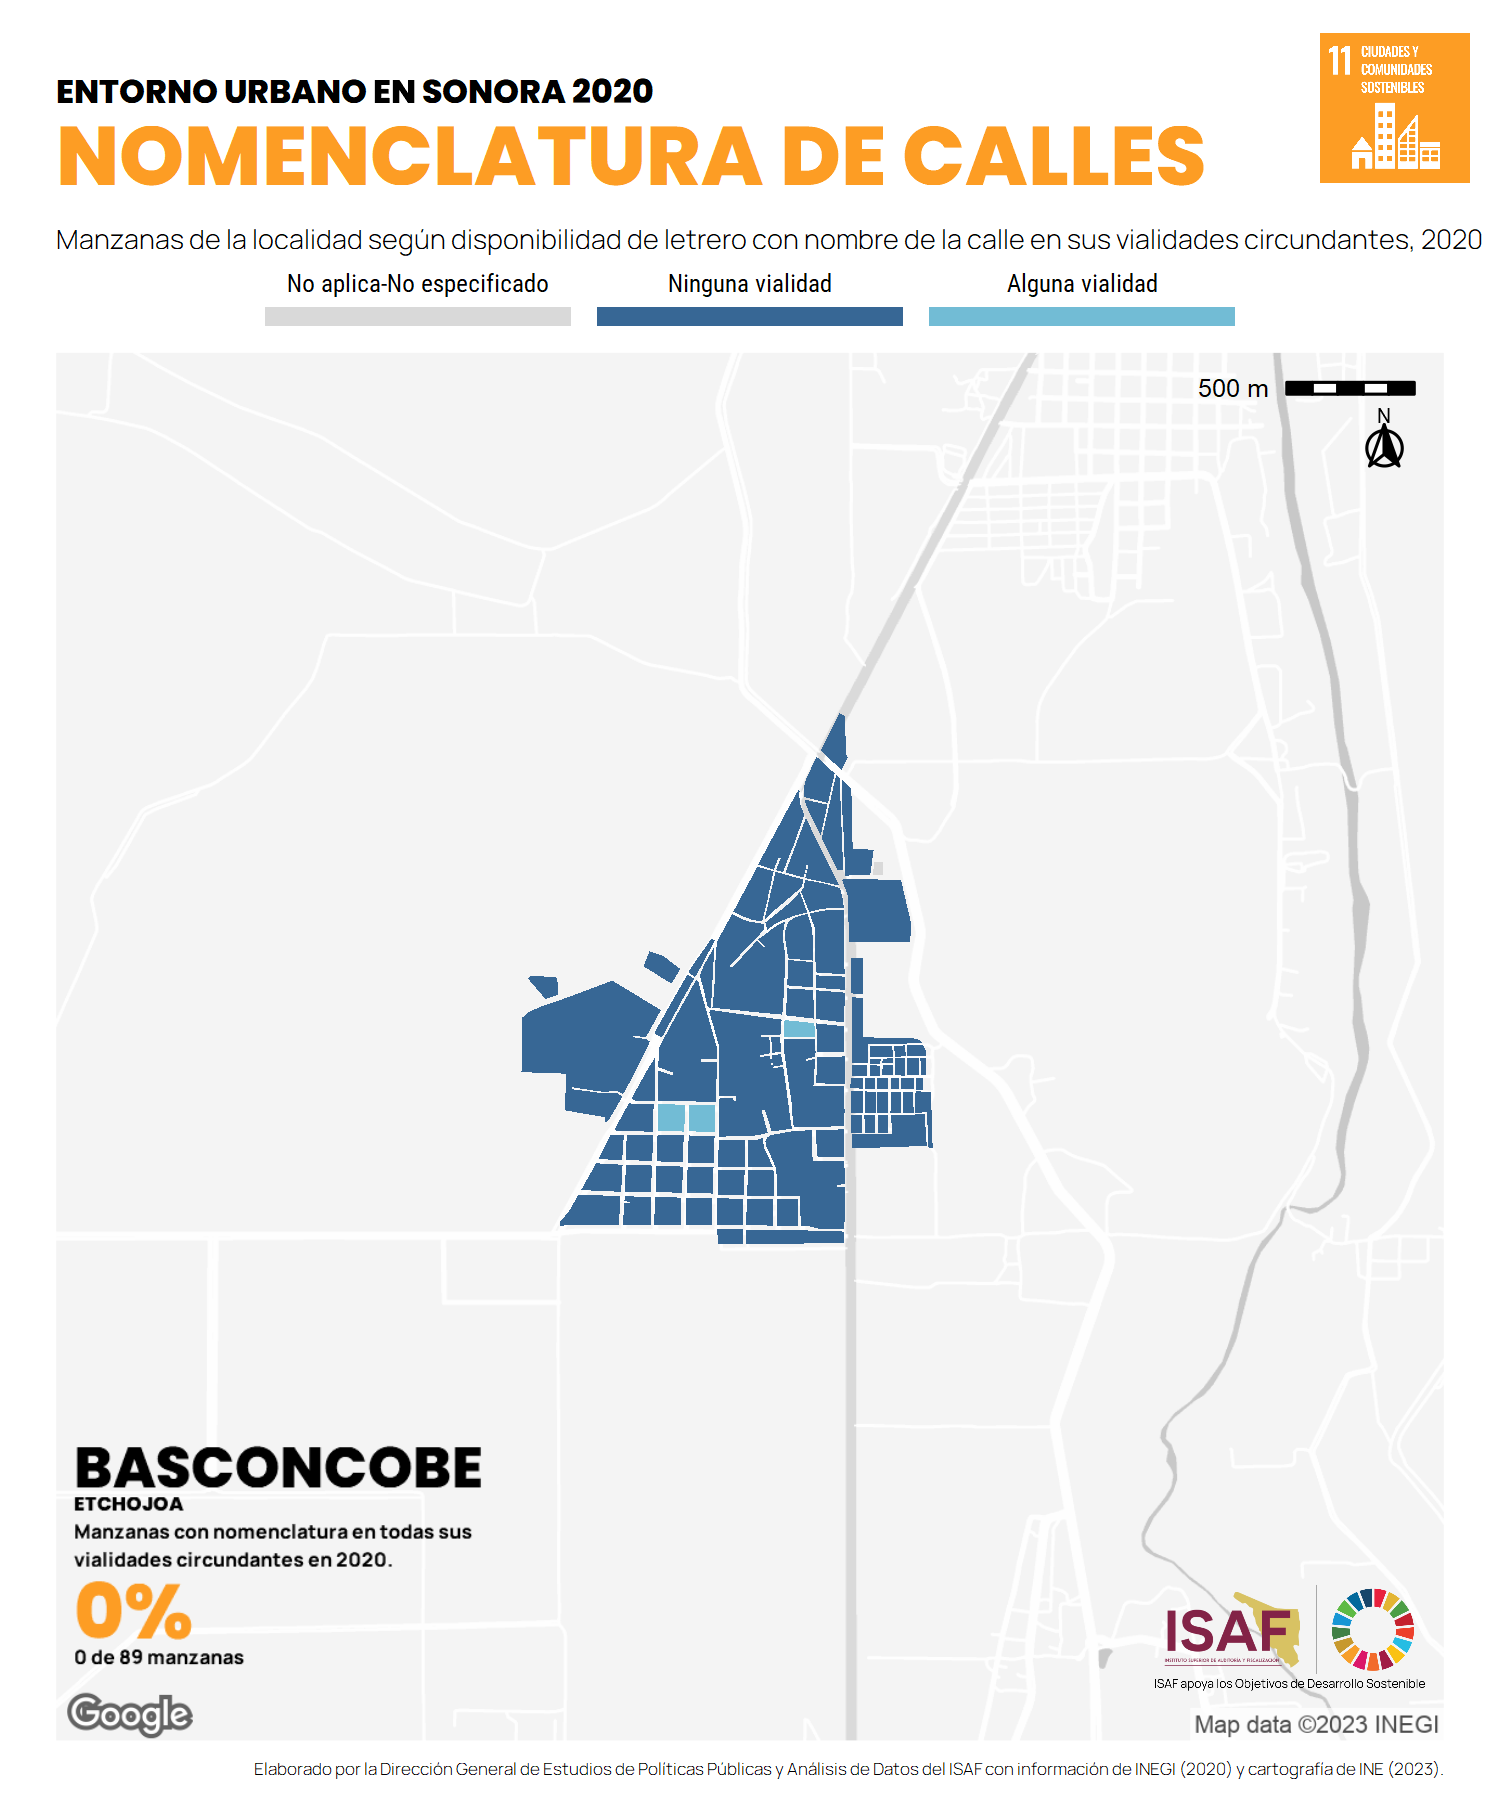 ENTORNO URBANO EN SONORA 2020
NOMENCLATURA DE CALLES
11 CIUDADES Y
COMUNIDADES
SOSTENIBLES
Manzanas de la localidad según disponibilidad de letrero con nombre de la calle en sus vialidades circundantes, 2020
No aplica-No especificado
Ninguna vialidad
Alguna vialidad
500 m
N
BASCONCOBE
ETCHOJOA
Manzanas con nomenclatura en todas sus
vialidades circundantes en 2020.
0%
0 de 89 manzanas
Google
ISAF
INSTITUTO SUPERIOR DE AUDITORÍA Y FISCALIZACIÓN
ISAF apoya los Objetivos de Desarrollo Sostenible
Map data ©2023 INEGI
Elaborado por la Dirección General de Estudios de Políticas Públicas y Análisis de Datos del ISAF con información de INEGI (2020) y cartografía de INE (2023).